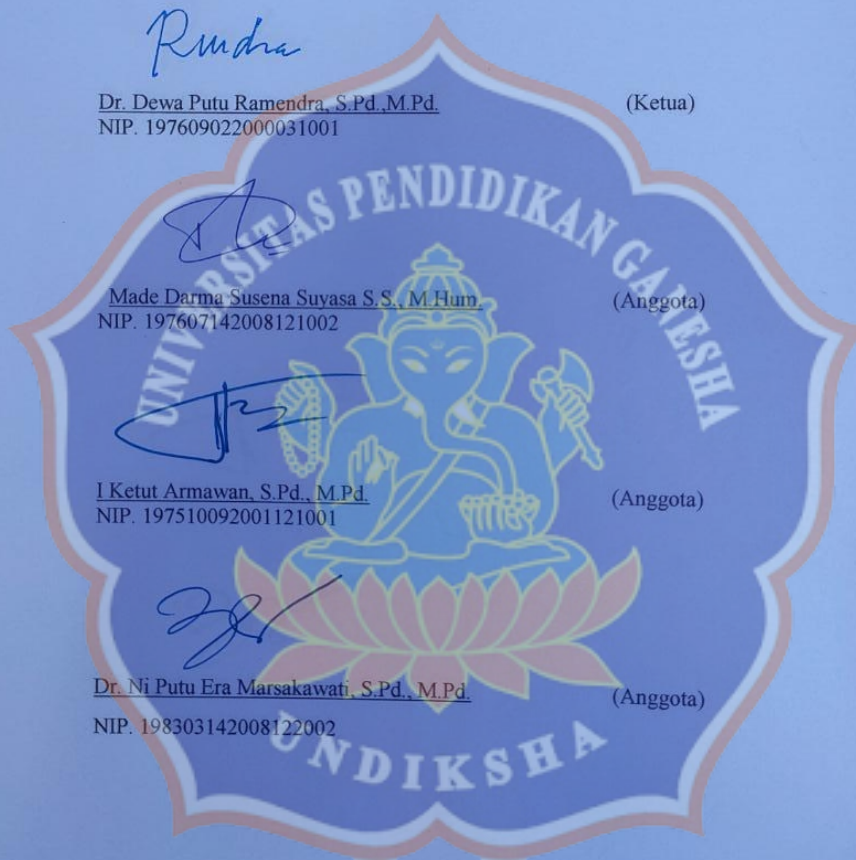 Dr. Dewa Putu Ramendra, S.Pd.,M.Pd. (Ketua)
NIP. 197609022000031001
UNIVERSITAS PENDIDIKAN GANESHA
Made Darma Susena Suyasa S.S., M.Hum. (Anggota)
NIP. 197607142008121002
I Ketut Armawan, S.Pd., M.Pd. (Anggota)
NIP. 197510092001121001
Dr. Ni Putu Era Marsakawati, S.Pd., M.Pd. (Anggota)
NIP. 198303142008122002
UNDIKSHA